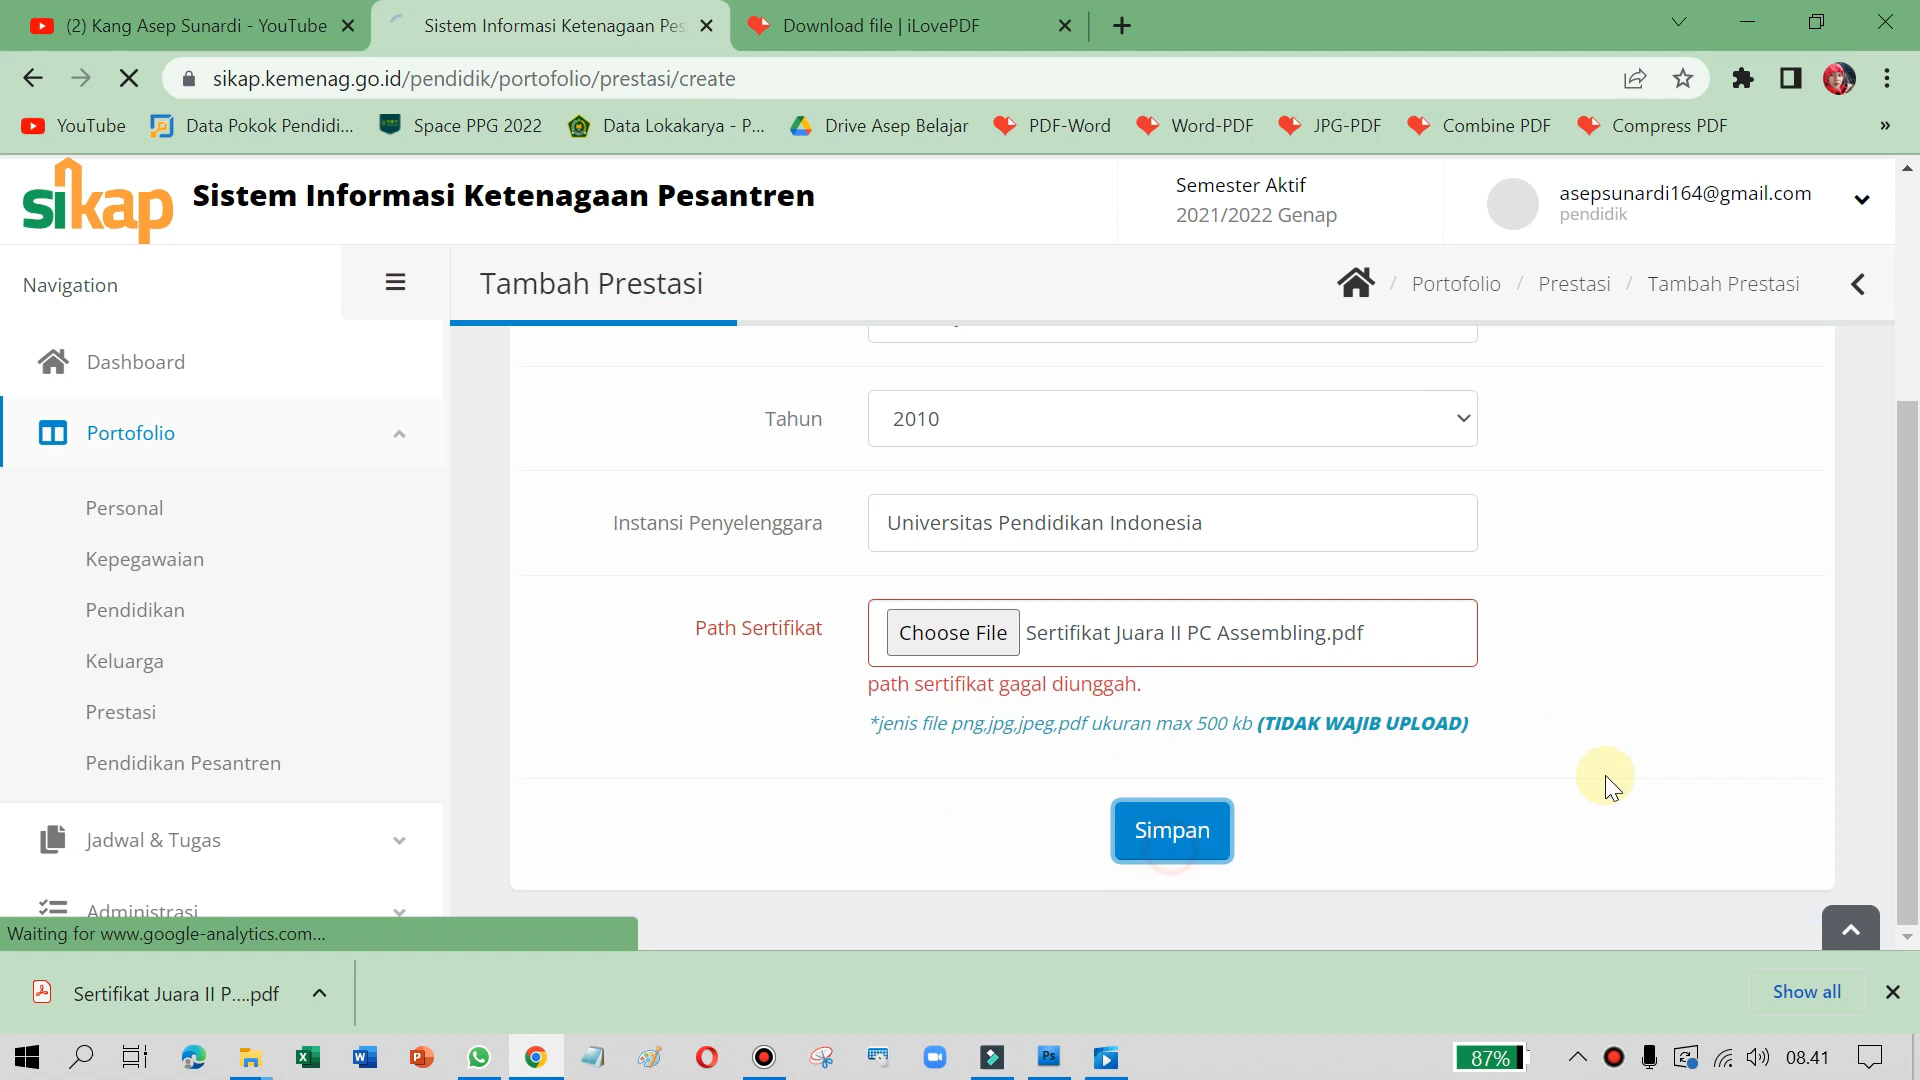 (2) Kang Asep Sunardi - YouTube
Sistem Informasi Ketenagaan Pes
Download file | iLovePDF
sikap.kemenag.go.id/pendidik/portofolio/prestasi/create
YouTube
Data Pokok Pendidi...
Space PPG 2022
Data Lokakarya - P...
Drive Asep Belajar
PDF-Word
Word-PDF
JPG-PDF
Combine PDF
Compress PDF
»
sikap
Sistem Informasi Ketenagaan Pesantren
Semester Aktif
2021/2022 Genap
asepsunardi164@gmail.com
pendidik
Navigation
Tambah Prestasi
/ Portofolio / Prestasi / Tambah Prestasi
Dashboard
Portofolio
Personal
Kepegawaian
Pendidikan
Keluarga
Prestasi
Pendidikan Pesantren
Jadwal & Tugas
Administrasi
Tahun
2010
Instansi Penyelenggara
Universitas Pendidikan Indonesia
Path Sertifikat
Choose File Sertifikat Juara II PC Assembling.pdf
path sertifikat gagal diunggah.
*jenis file png,jpg,jpeg,pdf ukuran max 500 kb (TIDAK WAJIB UPLOAD)
Simpan
Waiting for www.google-analytics.com...
Sertifikat Juara II P....pdf
Show all
87%
08.41